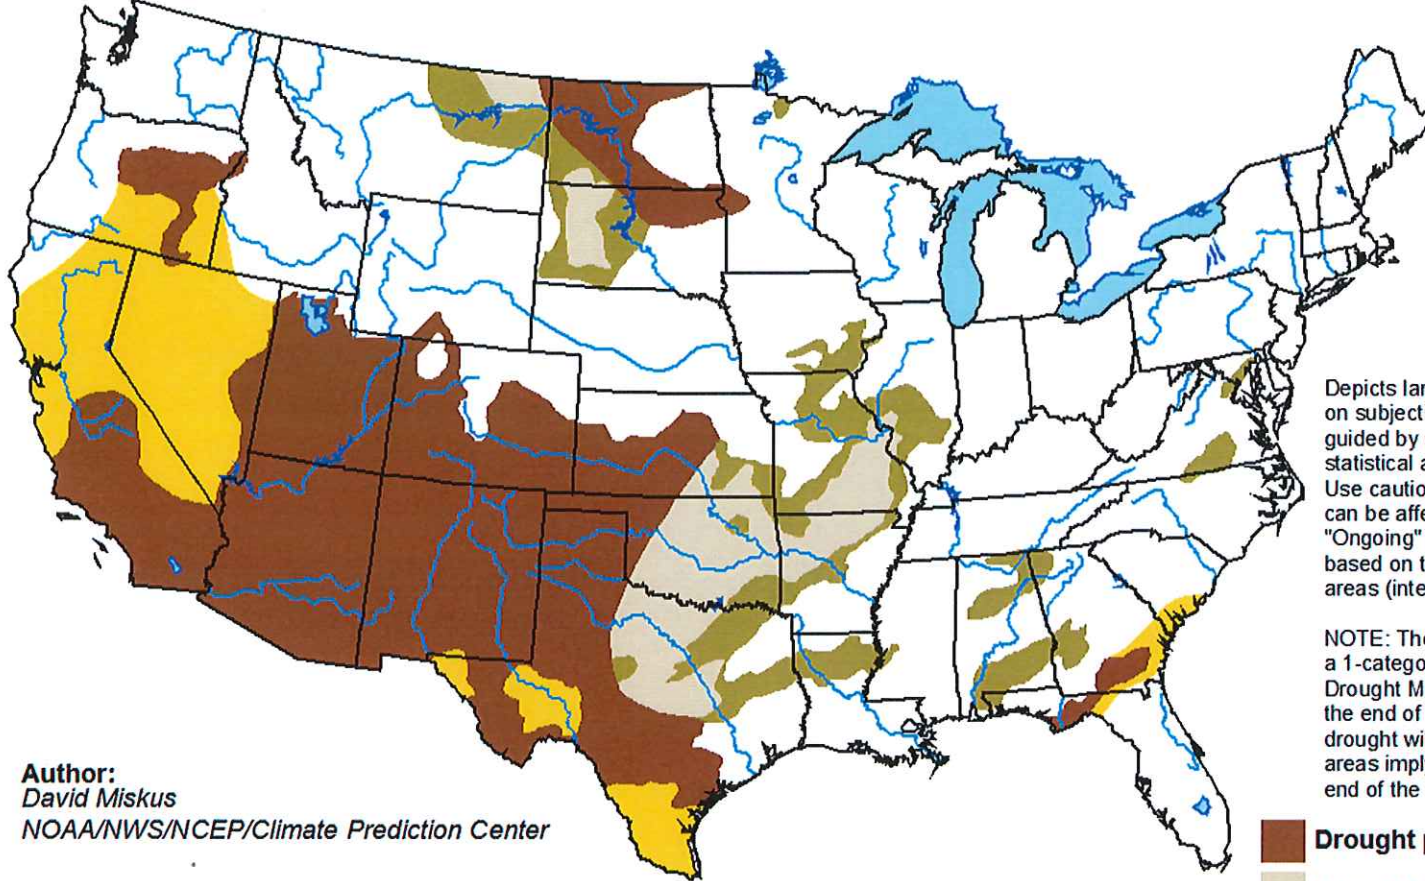 Depicts lar
on subject
guided by
statistical a
Use cautio
can be affe
"Ongoing"
based on t
areas (inte
NOTE: The
a 1-catego
Drought M
the end of
drought wi
areas imply
end of the
Author:
David Miskus
NOAA/NWS/NCEP/Climate Prediction Center
Drought p